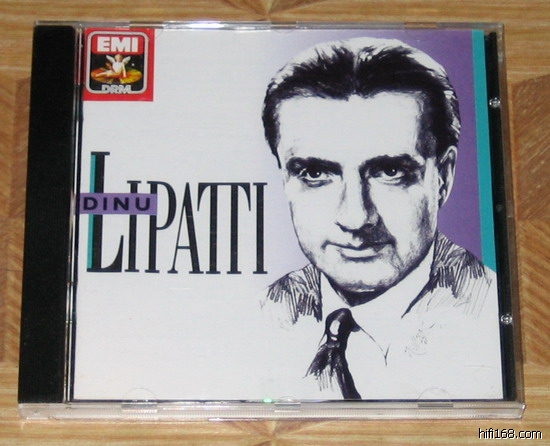 EMI
DRM
DINU
LIPATTI
hifi168.com